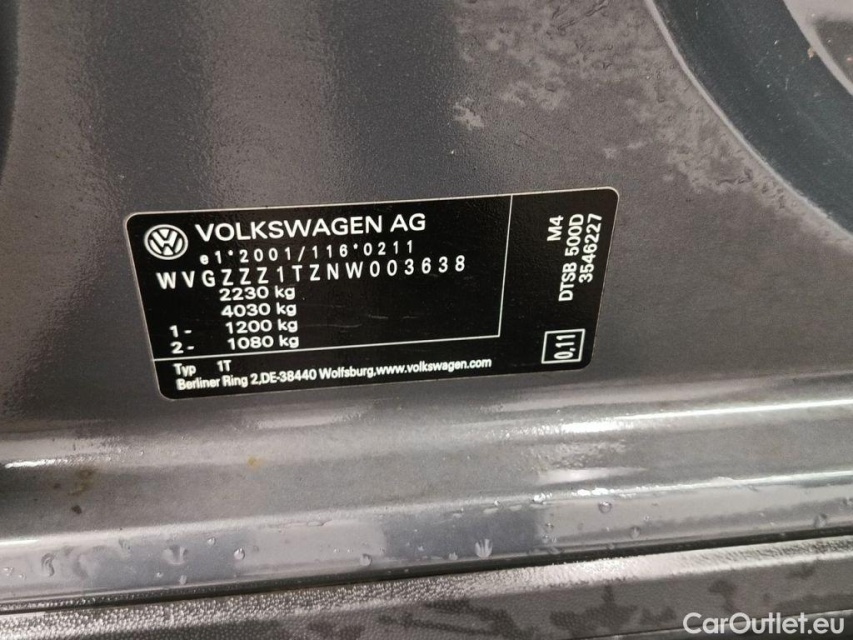 VOLKSWAGEN AG
e1*2001/116*0211
WVGZZZ1TZNW003638
2230 kg
4030 kg
1- 1200 kg
2- 1080 kg
Typ 1T
Berliner Ring 2,DE-38440 Wolfsburg.www.volkswagen.com
M4
DTSB 500D
3546227
0,11
CarOutlet.eu